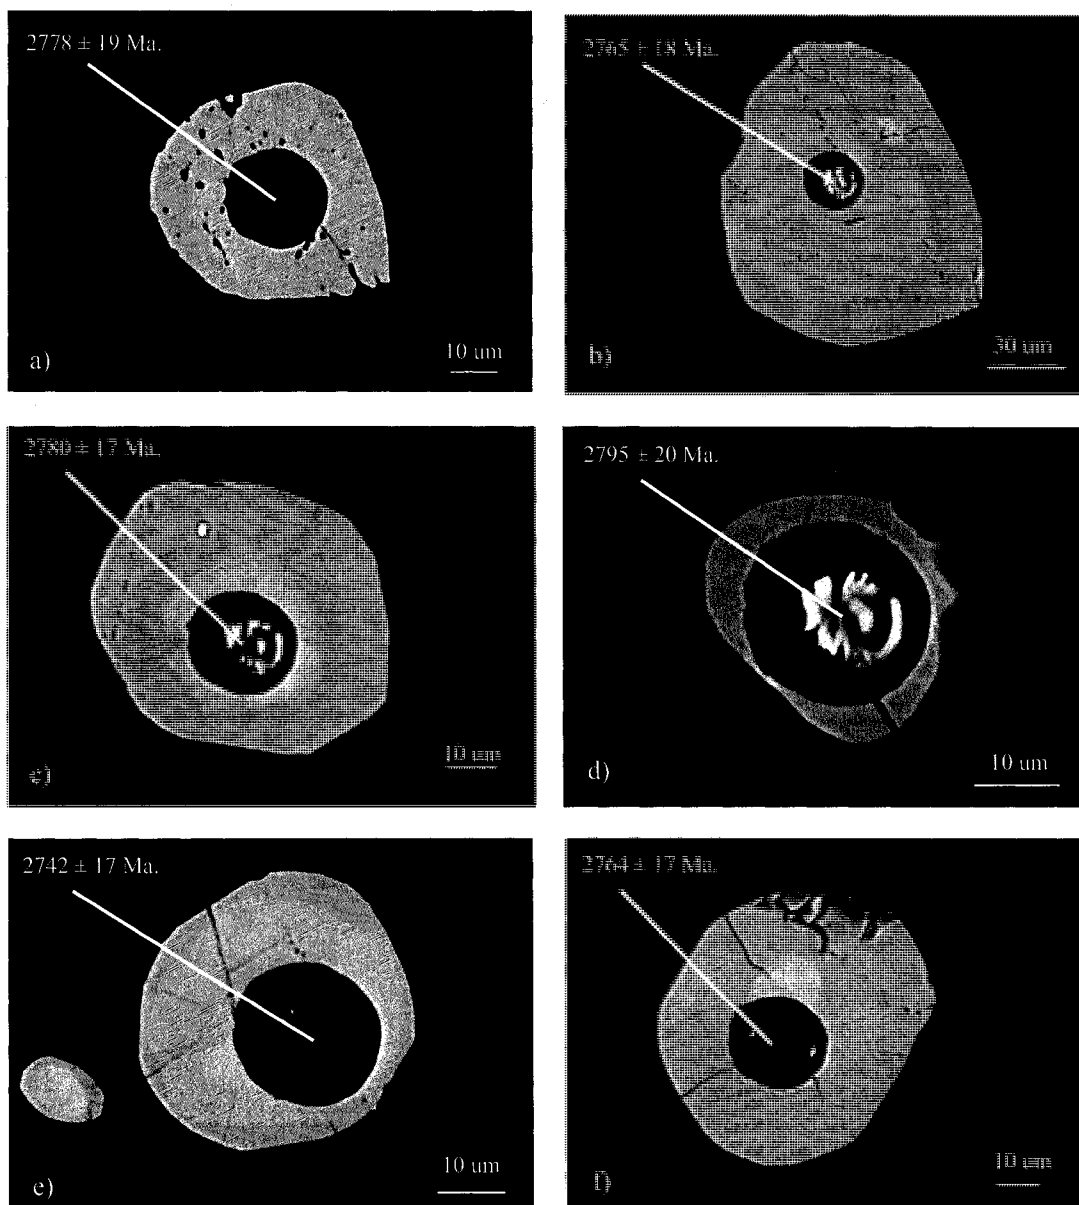 2778 ± 19 Ma.
10 um
a)
2765 ± 18 Ma.
30 um
b)
2780 ± 17 Ma.
10 um
c)
2795 ± 20 Ma.
10 um
d)
2742 ± 17 Ma.
10 um
e)
2764 ± 17 Ma.
10 um
f)